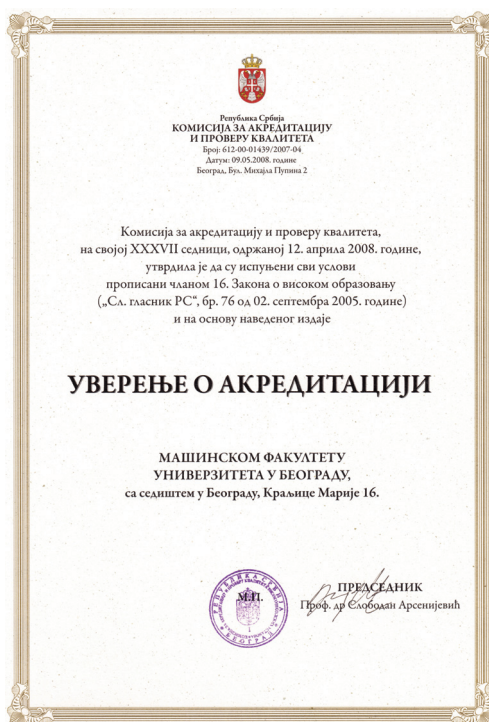 Република Србија
КОМИСИЈА ЗА АКРЕДИТАЦИЈУ
И ПРОВЕРУ КВАЛИТЕТА
Број: 612-00-01439/2007-04
Датум: 09.05.2008. године
Београд, Бул. Михајла Пупина 2
Комисија за акредитацију и проверу квалитета,
на својој XXXVII седници, одржаној 12. априла 2008. године,
утврдила је да су испуњени сви услови
прописани чланом 16. Закона о високом образовању
(„Сл. гласник РС“, бр. 76 од 02. септембра 2005. године)
и на основу наведеног издаје
УВЕРЕЊЕ О АКРЕДИТАЦИЈИ
МАШИНСКОМ ФАКУЛТЕТУ
УНИВЕРЗИТЕТА У БЕОГРАДУ,
са седиштем у Београду, Краљице Марије 16.
РЕПУБЛИКА СРБИЈА
М.П.
БЕОГРАД
ПРЕДСЕДНИК
Проф. др Слободан Арсенијевић